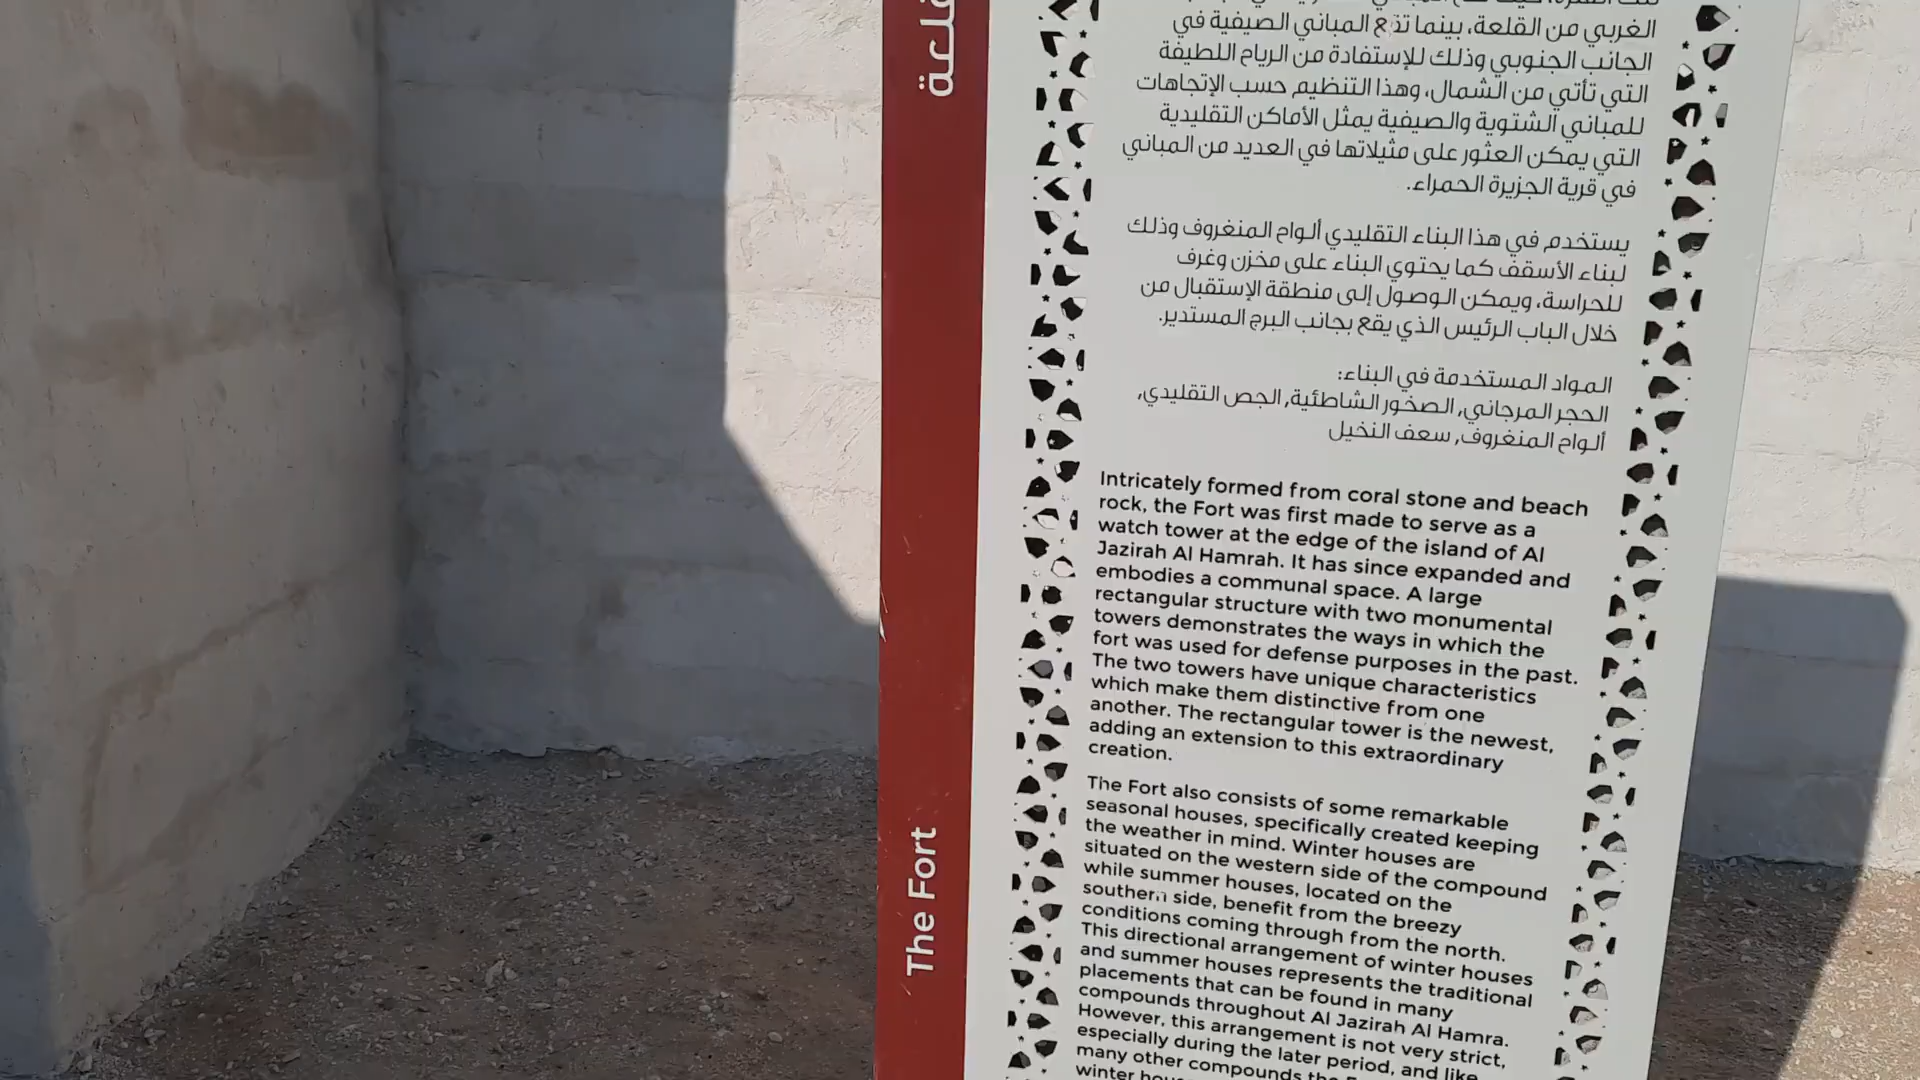 الغربي من القلعة، بينما تقع المباني الصيفية في
الجانب الجنوبي وذلك للإستفادة من الرياح اللطيفة
التي تأتي من الشمال، وهذا التنظيم حسب الإتجاهات
للمباني الشتوية والصيفية يمثل الأماكن التقليدية
التي يمكن العثور على مثيلاتها في العديد من المباني
في قرية الجزيرة الحمراء.
يستخدم في هذا البناء التقليدي ألواح المنغروف وذلك
لبناء الأسقف كما يحتوي البناء على مخزن وغرف
للحراسة، ويمكن الوصول إلى منطقة الإستقبال من
خلال الباب الرئيس الذي يقع بجانب البرج المستدير.
المواد المستخدمة في البناء:
الحجر المرجاني, الصخور الشاطئية, الجص التقليدي,
ألواح المنغروف, سعف النخيل
Intricately formed from coral stone and beach
rock, the Fort was first made to serve as a
watch tower at the edge of the island of Al
Jazirah Al Hamrah. It has since expanded and
embodies a communal space. A large
rectangular structure with two monumental
towers demonstrates the ways in which the
fort was used for defense purposes in the past.
The two towers have unique characteristics
which make them distinctive from one
another. The rectangular tower is the newest,
adding an extension to this extraordinary
creation.
The Fort also consists of some remarkable
seasonal houses, specifically created keeping
the weather in mind. Winter houses are
situated on the western side of the compound
while summer houses, located on the
southern side, benefit from the breezy
conditions coming through from the north.
This directional arrangement of winter houses
and summer houses represents the traditional
placements that can be found in many
compounds throughout Al Jazirah Al Hamra.
However, this arrangement is not very strict,
especially during the later period, and like
many other compounds the
winter
The Fort